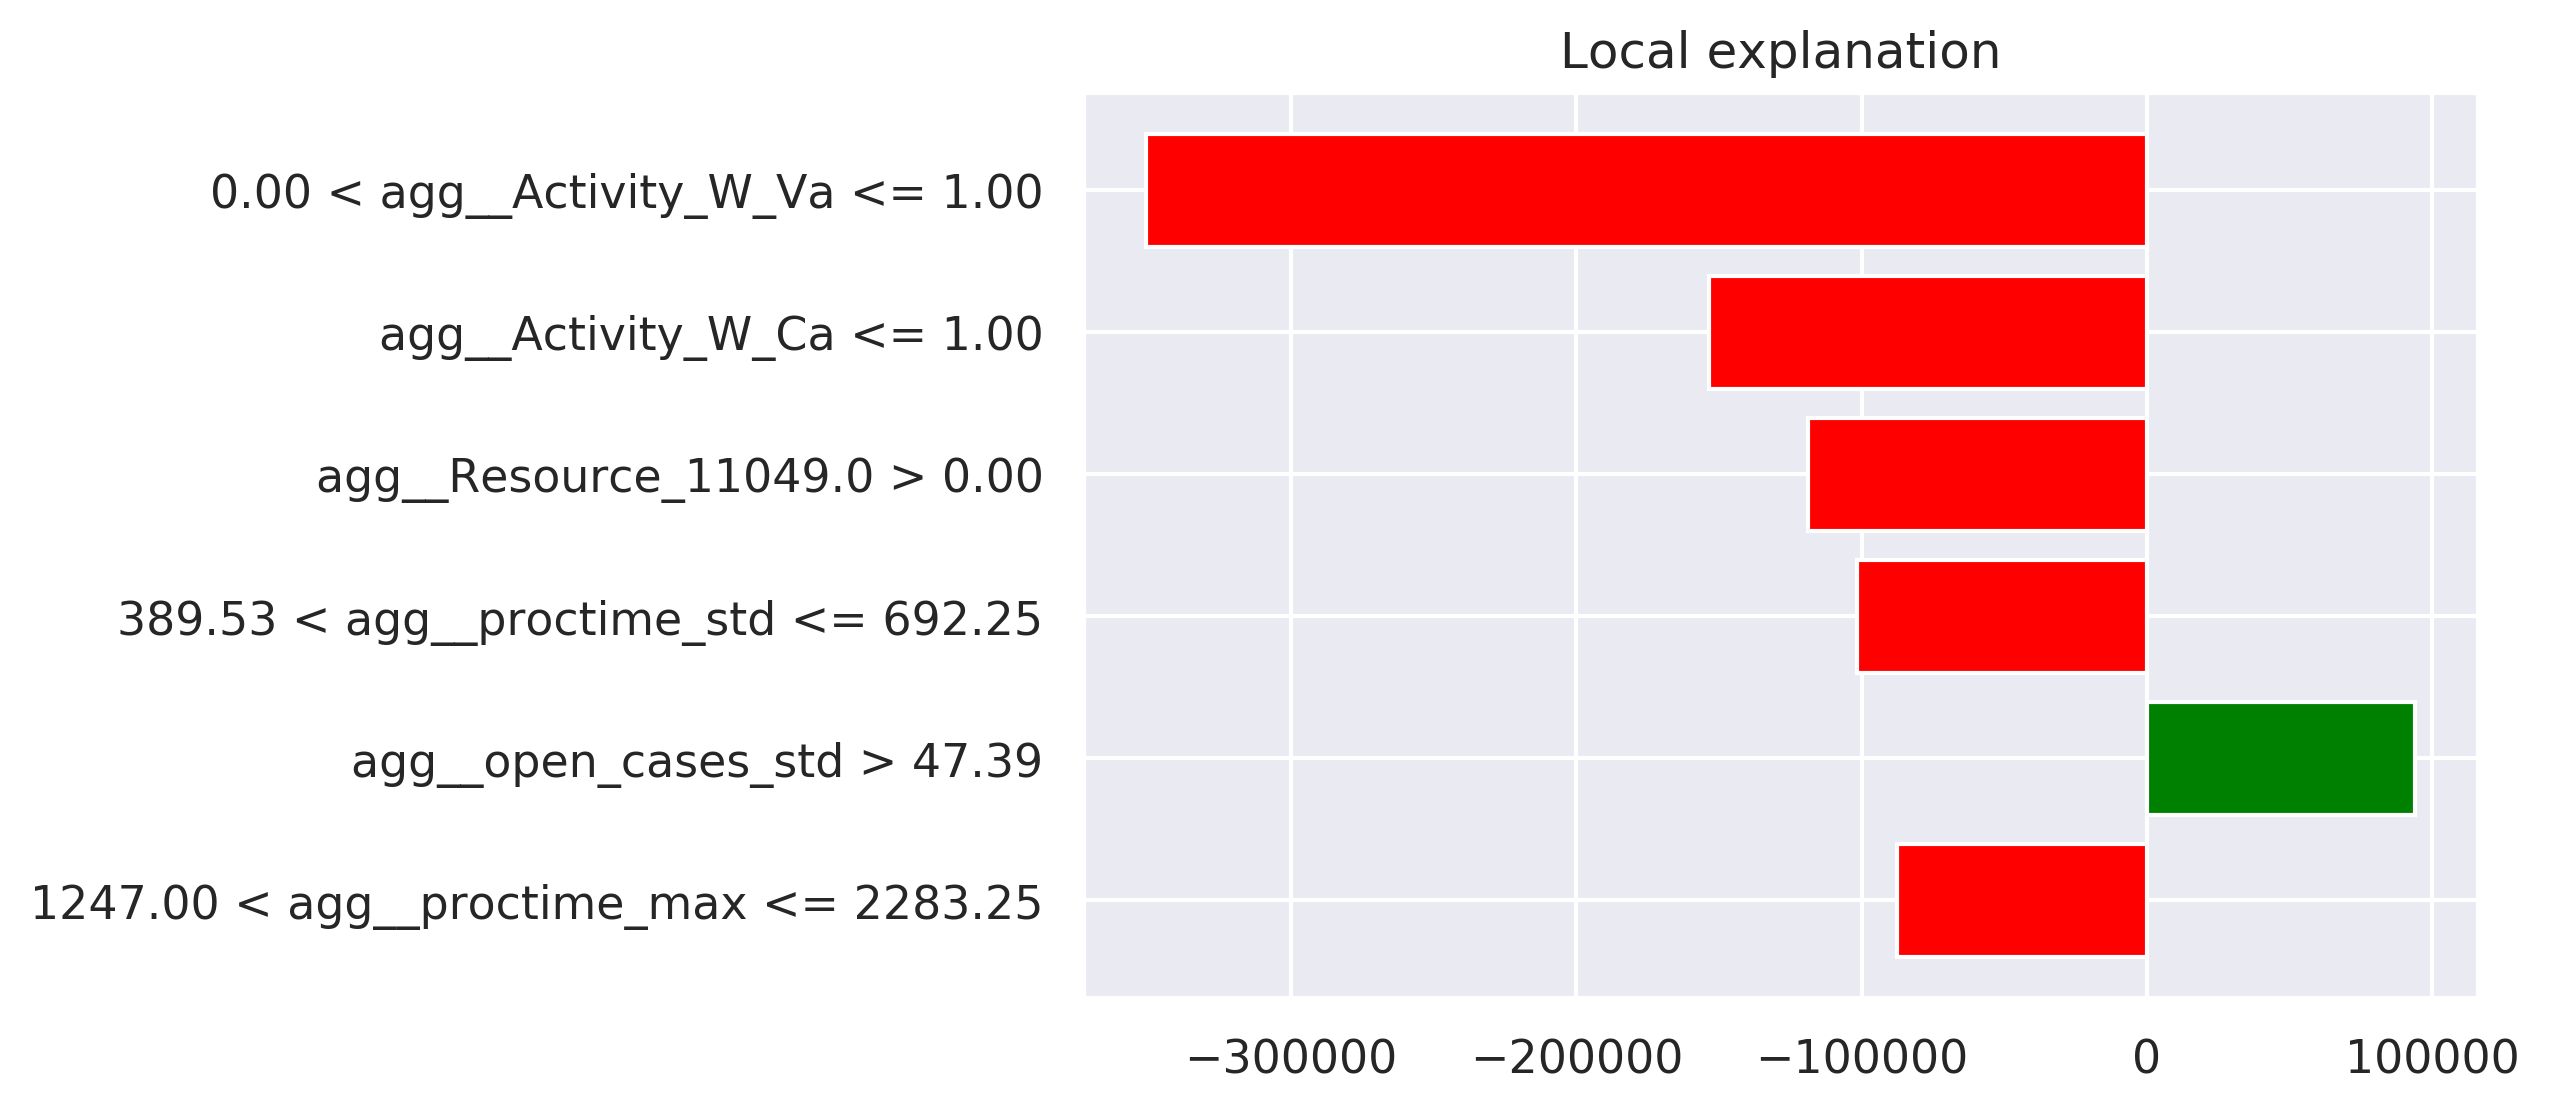 Local explanation
0.00 < agg__Activity_W_Va <= 1.00
agg__Activity_W_Ca <= 1.00
agg__Resource_11049.0 > 0.00
389.53 < agg__proctime_std <= 692.25
agg__open_cases_std > 47.39
1247.00 < agg__proctime_max <= 2283.25
−300000 −200000 −100000 0 100000